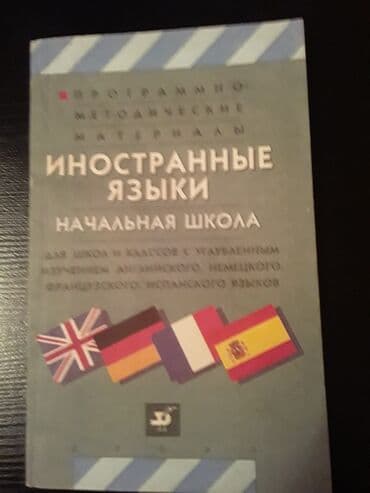 ПРОГРАММНО-
МЕТОДИЧЕСКИЕ
МАТЕРИАЛЫ
ИНОСТРАННЫЕ
ЯЗЫКИ
НАЧАЛЬНАЯ ШКОЛА
ДЛЯ ШКОЛ И КЛАССОВ С УГЛУБЛЕННЫМ
ИЗУЧЕНИЕМ АНГЛИЙСКОГО, НЕМЕЦКОГО,
ФРАНЦУЗСКОГО, ИСПАНСКОГО ЯЗЫКОВ